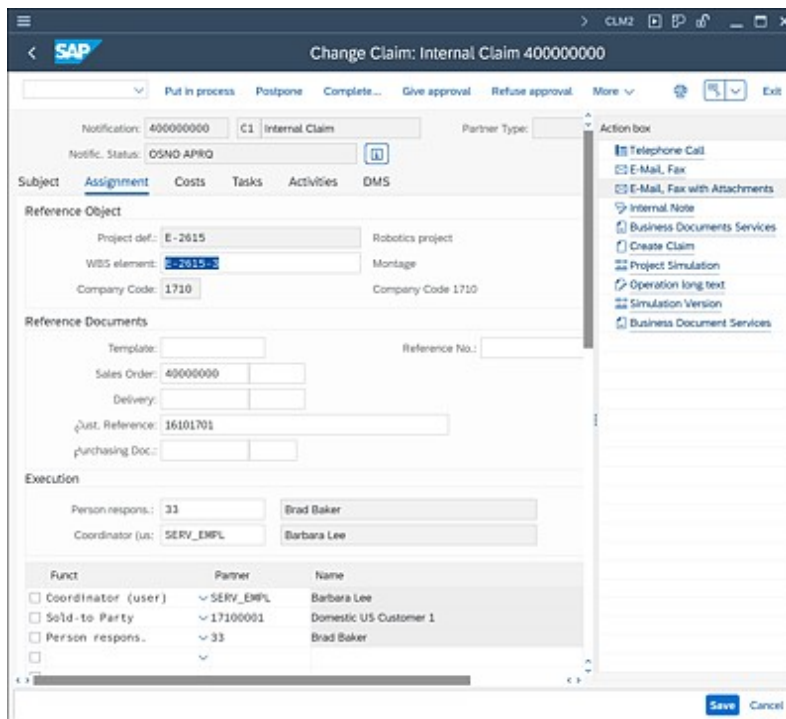 CLM2
SAP
Change Claim: Internal Claim 400000000
Put in process Postpone Complete... Give approval Refuse approval More Exit
Notification: 400000000 C1 Internal Claim Partner Type:
Notific. Status: OSNO APRQ
Subject Assignment Costs Tasks Activities DMS
Reference Object
Project def.: E-2615 Robotics project
WBS element: E-2615-3 Montage
Company Code: 1710 Company Code 1710
Reference Documents
Template: Reference No.:
Sales Order: 40000000
Delivery:
Cust. Reference: 16101701
Purchasing Doc.:
Execution
Person respons.: 33 Brad Baker
Coordinator (us: SERV_EMPL Barbara Lee
Funct Partner Name
Coordinator (user) SERV_EMPL Barbara Lee
Sold-to Party 17100001 Domestic US Customer 1
Person respons. 33 Brad Baker
Action box
Telephone Call
E-Mail, Fax
E-Mail, Fax with Attachments
Internal Note
Business Documents Services
Create Claim
Project Simulation
Operation long text
Simulation Version
Business Document Services
Save Cancel